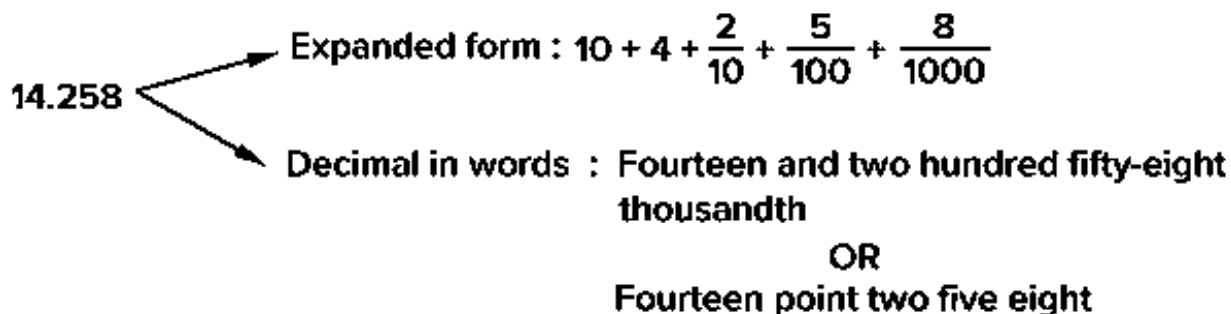 Expanded form : 10 + 4 + 2/10 + 5/100 + 8/1000
14.258
Decimal in words : Fourteen and two hundred fifty-eight
thousandth
OR
Fourteen point two five eight